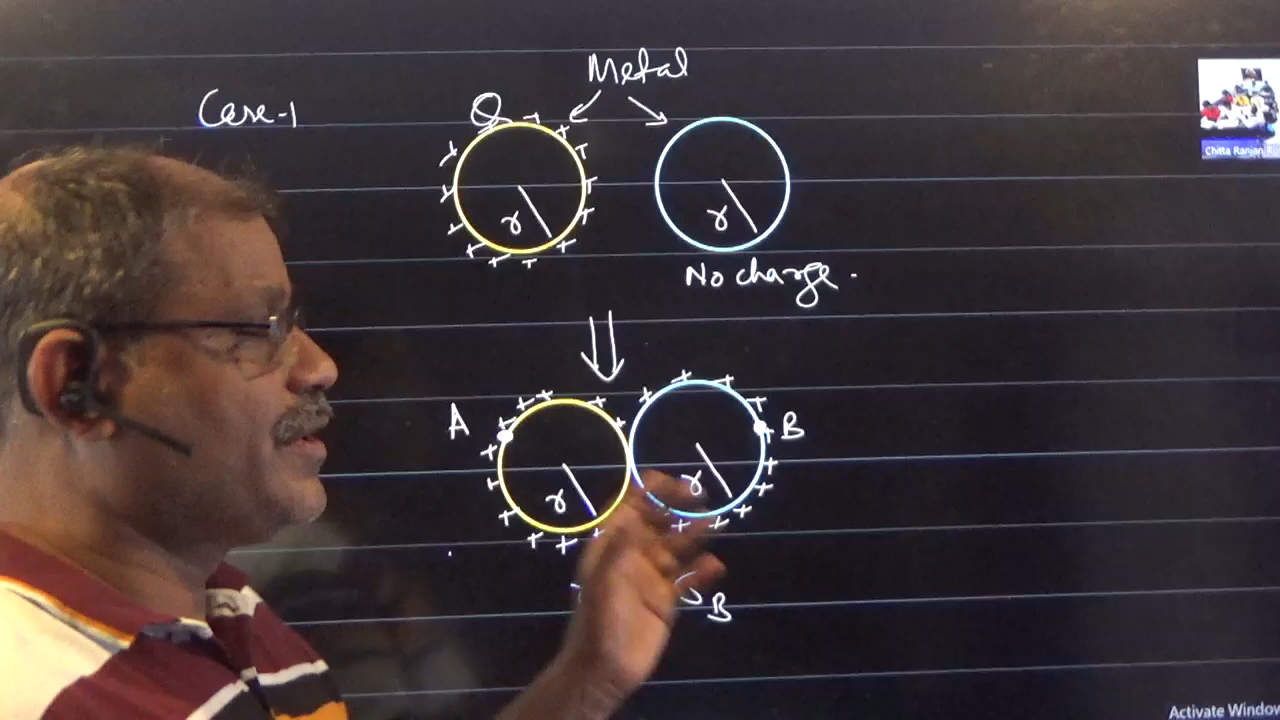 Metal
Case-1
Q
r
r
No charge.
A
B
r
r
B
Chitta Ranjan
Activate Window